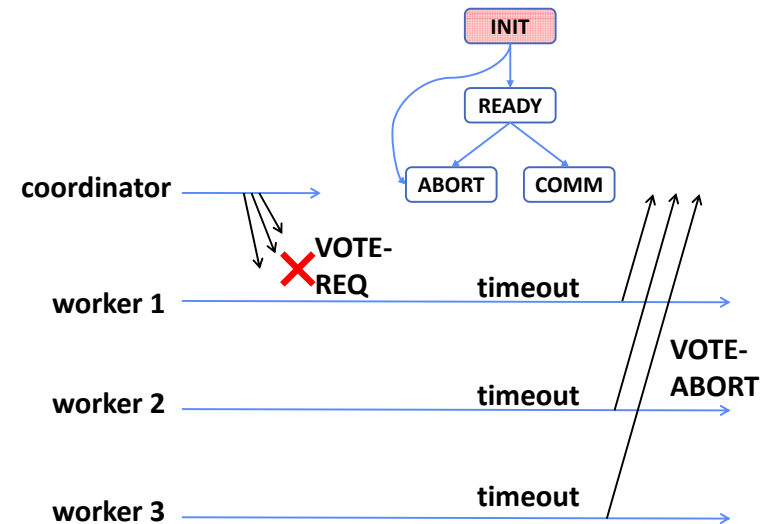 INIT
READY
ABORT
COMM
coordinator
VOTE-
REQ
worker 1
timeout
VOTE-
ABORT
worker 2
timeout
worker 3
timeout